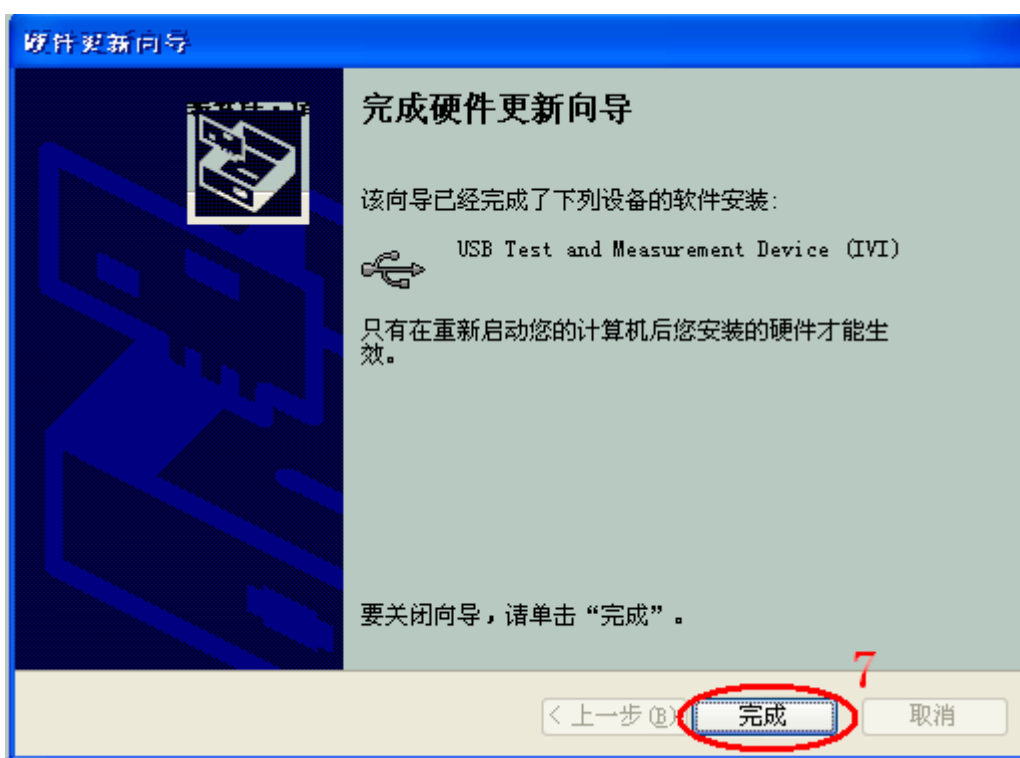 硬件更新向导
完成硬件更新向导
该向导已经完成了下列设备的软件安装:
USB Test and Measurement Device (IVI)
只有在重新启动您的计算机后您安装的硬件才能生
效。
要关闭向导，请单击“完成”。
7
<上一步(B) 完成 取消